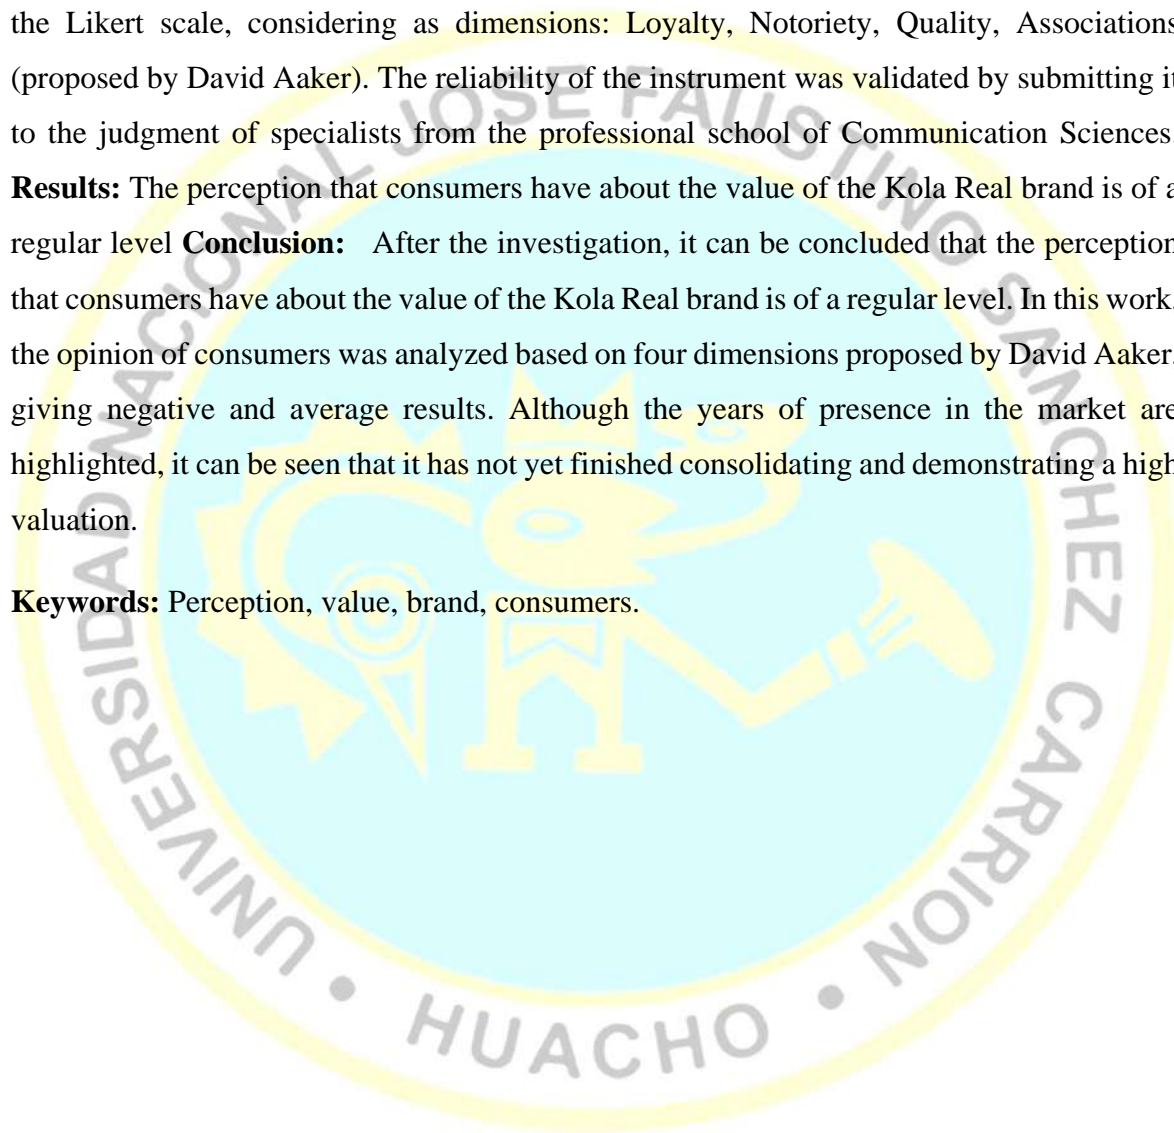 the Likert scale, considering as dimensions: Loyalty, Notoriety, Quality, Associations
(proposed by David Aaker). The reliability of the instrument was validated by submitting it
to the judgment of specialists from the professional school of Communication Sciences.
Results: The perception that consumers have about the value of the Kola Real brand is of a
regular level Conclusion: After the investigation, it can be concluded that the perception
that consumers have about the value of the Kola Real brand is of a regular level. In this work,
the opinion of consumers was analyzed based on four dimensions proposed by David Aaker,
giving negative and average results. Although the years of presence in the market are
highlighted, it can be seen that it has not yet finished consolidating and demonstrating a high
valuation.
Keywords: Perception, value, brand, consumers.
UNIVERSIDAD NACIONAL JOSE FAUSTINO SANCHEZ CARRION
• HUACHO •